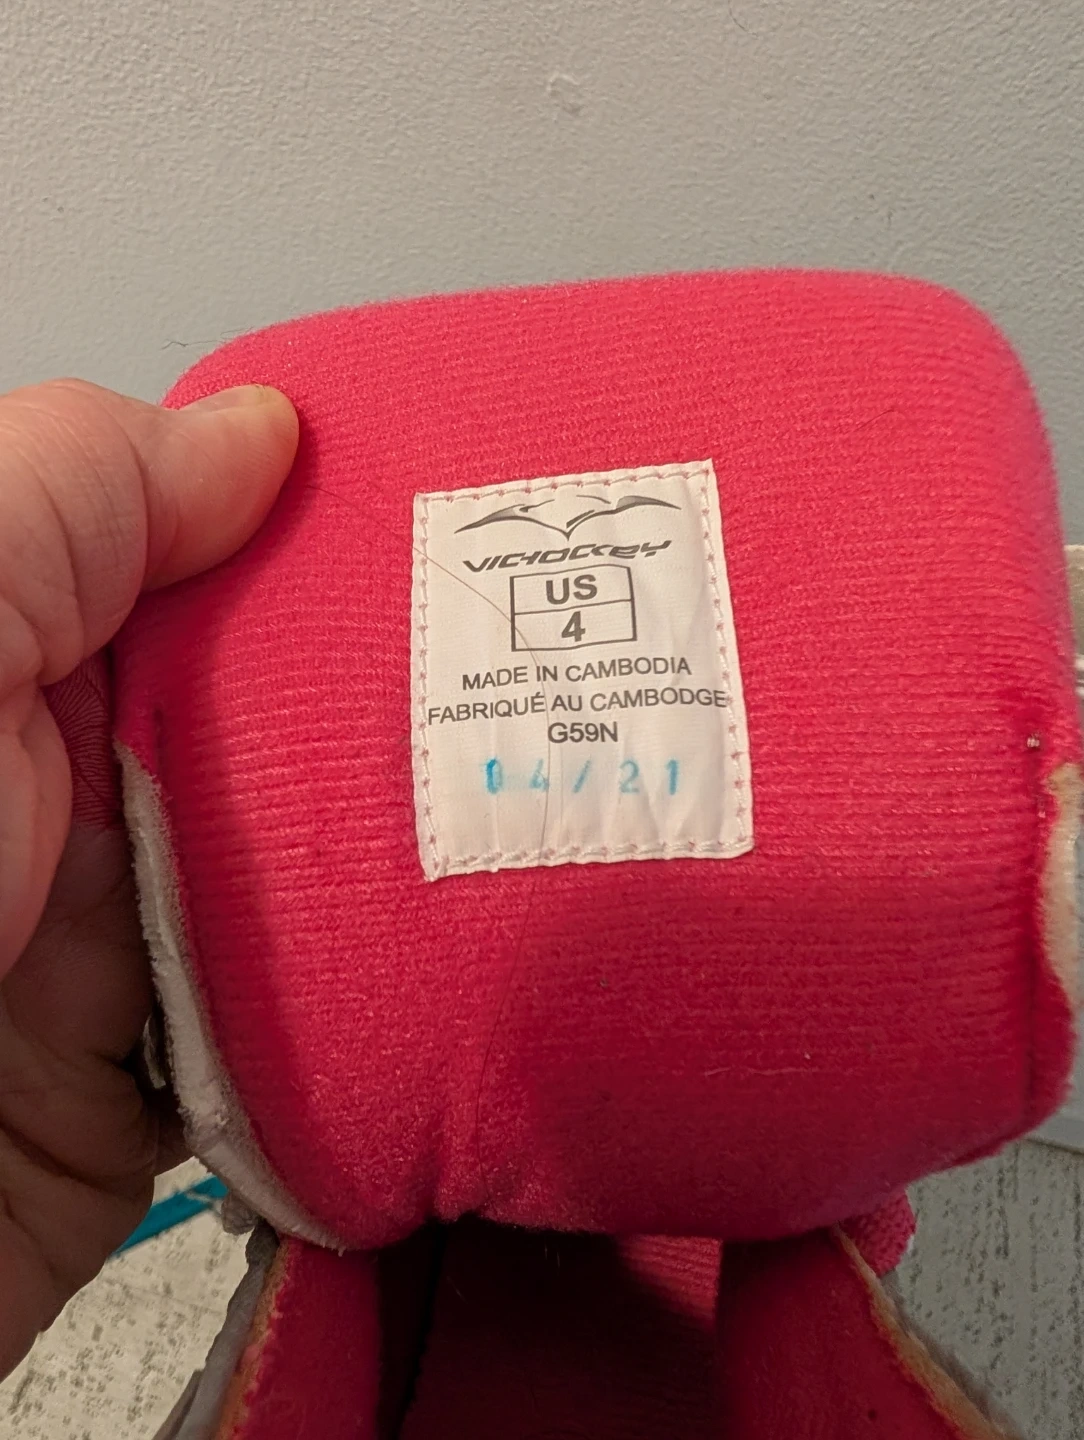 VICHOCKEY
US
4
MADE IN CAMBODIA
FABRIQUÉ AU CAMBODGE
G59N
04/21